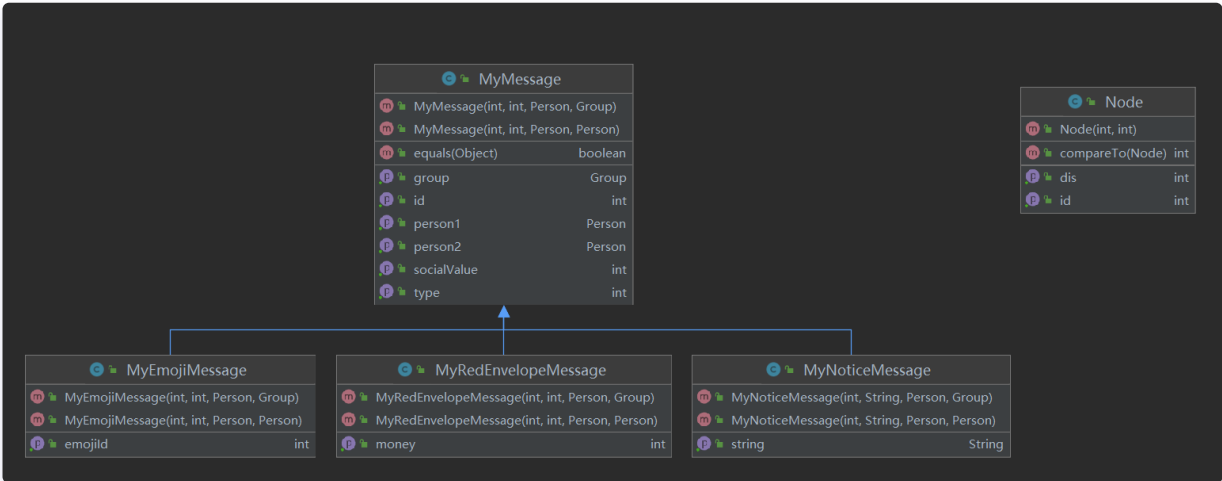 MyMessage
MyMessage(int, int, Person, Group)
MyMessage(int, int, Person, Person)
equals(Object) boolean
group Group
id int
person1 Person
person2 Person
socialValue int
type int
Node
Node(int, int)
compareTo(Node) int
dis int
id int
MyEmojiMessage
MyEmojiMessage(int, int, Person, Group)
MyEmojiMessage(int, int, Person, Person)
emojiId int
MyRedEnvelopeMessage
MyRedEnvelopeMessage(int, int, Person, Group)
MyRedEnvelopeMessage(int, int, Person, Person)
money int
MyNoticeMessage
MyNoticeMessage(int, String, Person, Group)
MyNoticeMessage(int, String, Person, Person)
string String